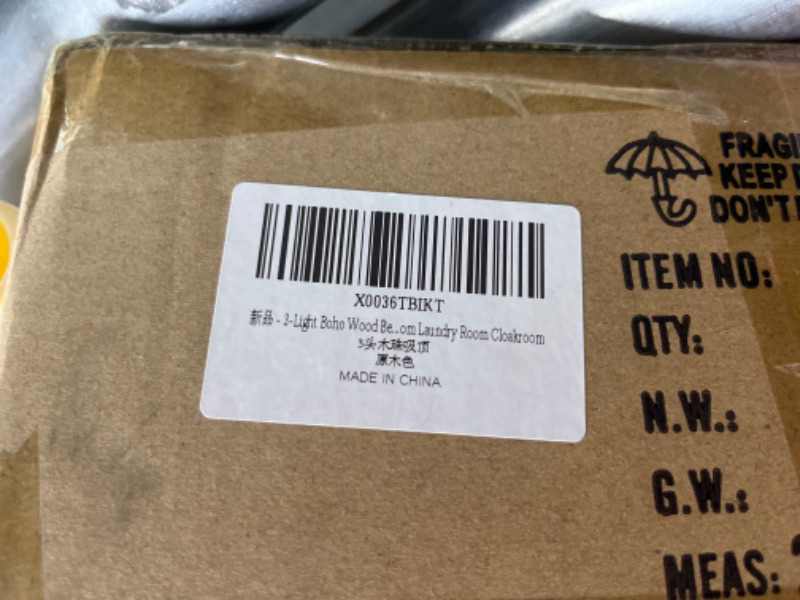 X0036TBIKT
新品 - 3-Light Boho Wood Be...om Laundry Room Cloakroom
3头木珠吸顶
原木色
MADE IN CHINA
FRAGI
KEEP
DON'T
ITEM NO:
QTY:
N.W.:
G.W.:
MEAS: